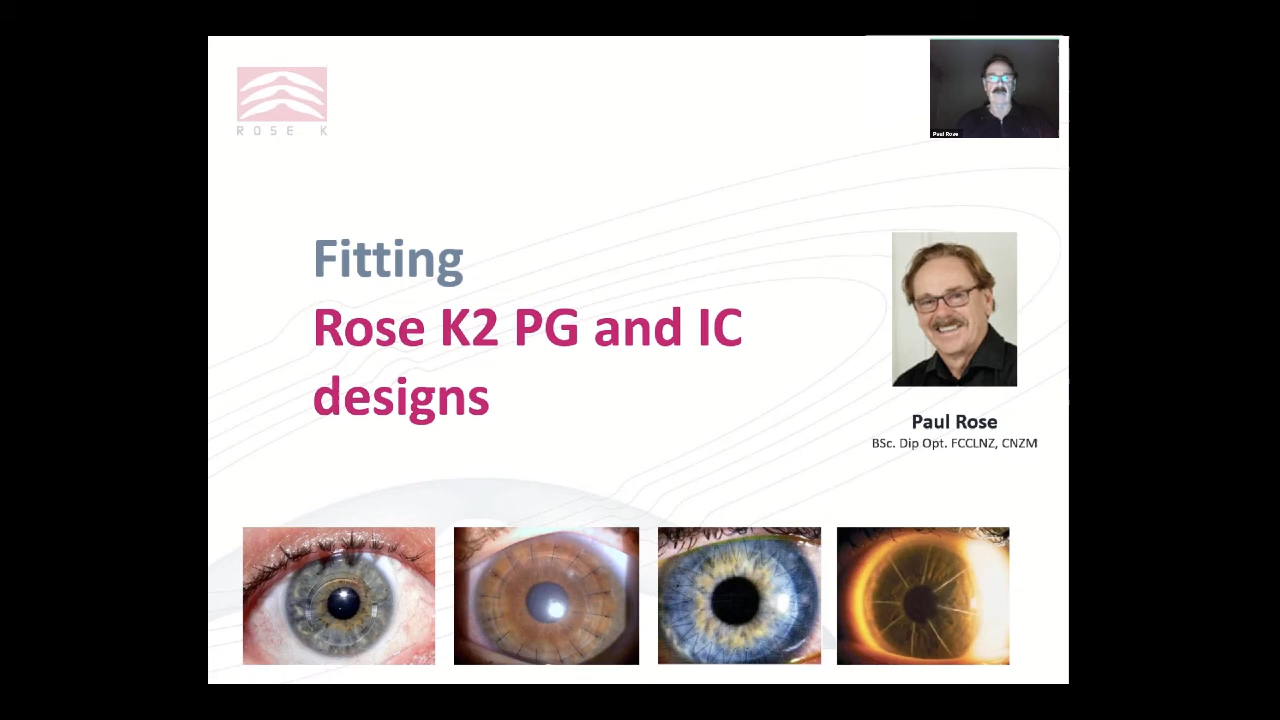 ROSE K
Paul Rose
Fitting
Rose K2 PG and IC
designs
Paul Rose
BSc. Dip Opt. FCCLNZ, CNZM